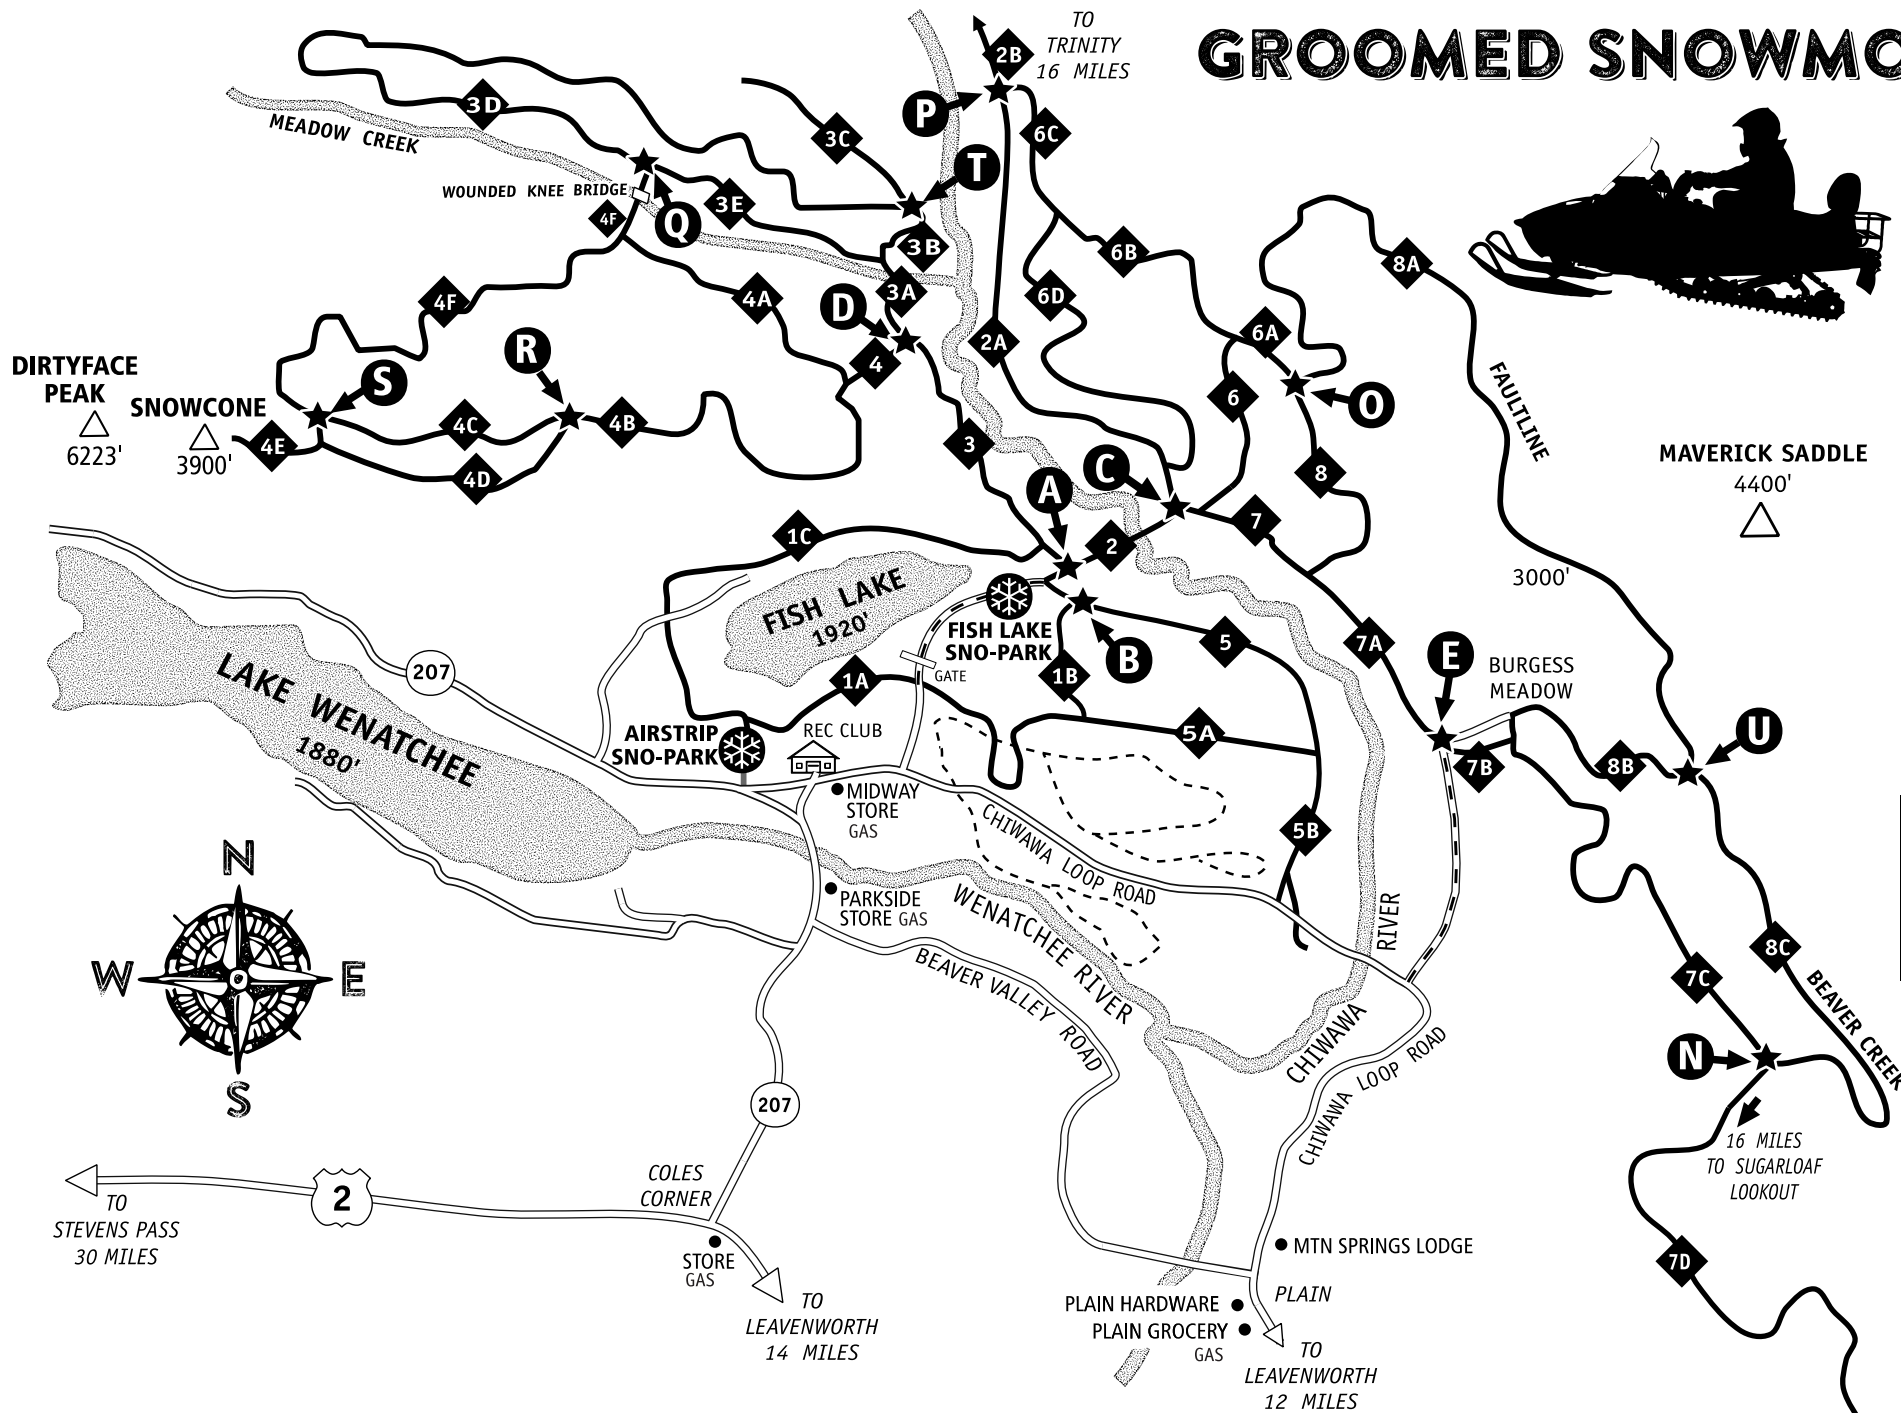 GROOMED SNOWMO
TO
TRINITY
16 MILES
2B
P
6C
3D
3C
MEADOW CREEK
T
WOUNDED KNEE BRIDGE
3E
4F
Q
3B
6B
8A
3A
6D
4F
4A
D
2A
6A
R
4
DIRTYFACE
PEAK
6223'
SNOWCONE
3900'
S
6
O
FAULTLINE
4E
4C
4B
3
4D
C
8
MAVERICK SADDLE
4400'
A
1C
2
7
3000'
FISH LAKE
1920'
FISH LAKE
SNO-PARK
B
5
7A
E
BURGESS
MEADOW
207
LAKE WENATCHEE
1880'
GATE
1A
1B
AIRSTRIP
SNO-PARK
REC CLUB
5A
U
7B
8B
MIDWAY
STORE
GAS
CHIWAWA LOOP ROAD
5B
N
W
E
S
PARKSIDE
STORE GAS
WENATCHEE RIVER
BEAVER VALLEY ROAD
CHIWAWA
RIVER
CHIWAWA LOOP ROAD
7C
8C
BEAVER CREEK
N
207
16 MILES
TO SUGARLOAF
LOOKOUT
COLES
CORNER
2
TO
STEVENS PASS
30 MILES
STORE
GAS
MTN SPRINGS LODGE
7D
TO
LEAVENWORTH
14 MILES
PLAIN HARDWARE
PLAIN
PLAIN GROCERY
GAS
TO
LEAVENWORTH
12 MILES